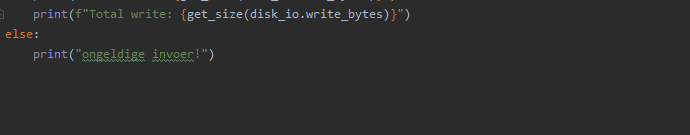 print(f"Total write: {get_size(disk_io.write_bytes)}")
else:
print("ongeldige invoer!")